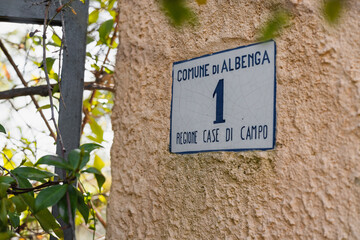 COMUNE DI ALBENGA
1
REGIONE CASE DI CAMPO